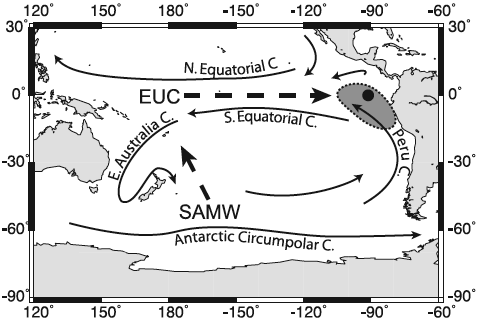 120° 150° 180° -150° -120° -90° -60°
30° 30°
N. Equatorial C.
0° EUC 0°
S. Equatorial C.
E. Australia C.
Peru C.
-30° -30°
SAMW
-60° -60°
Antarctic Circumpolar C.
-90° -90°
120° 150° 180° -150° -120° -90° -60°